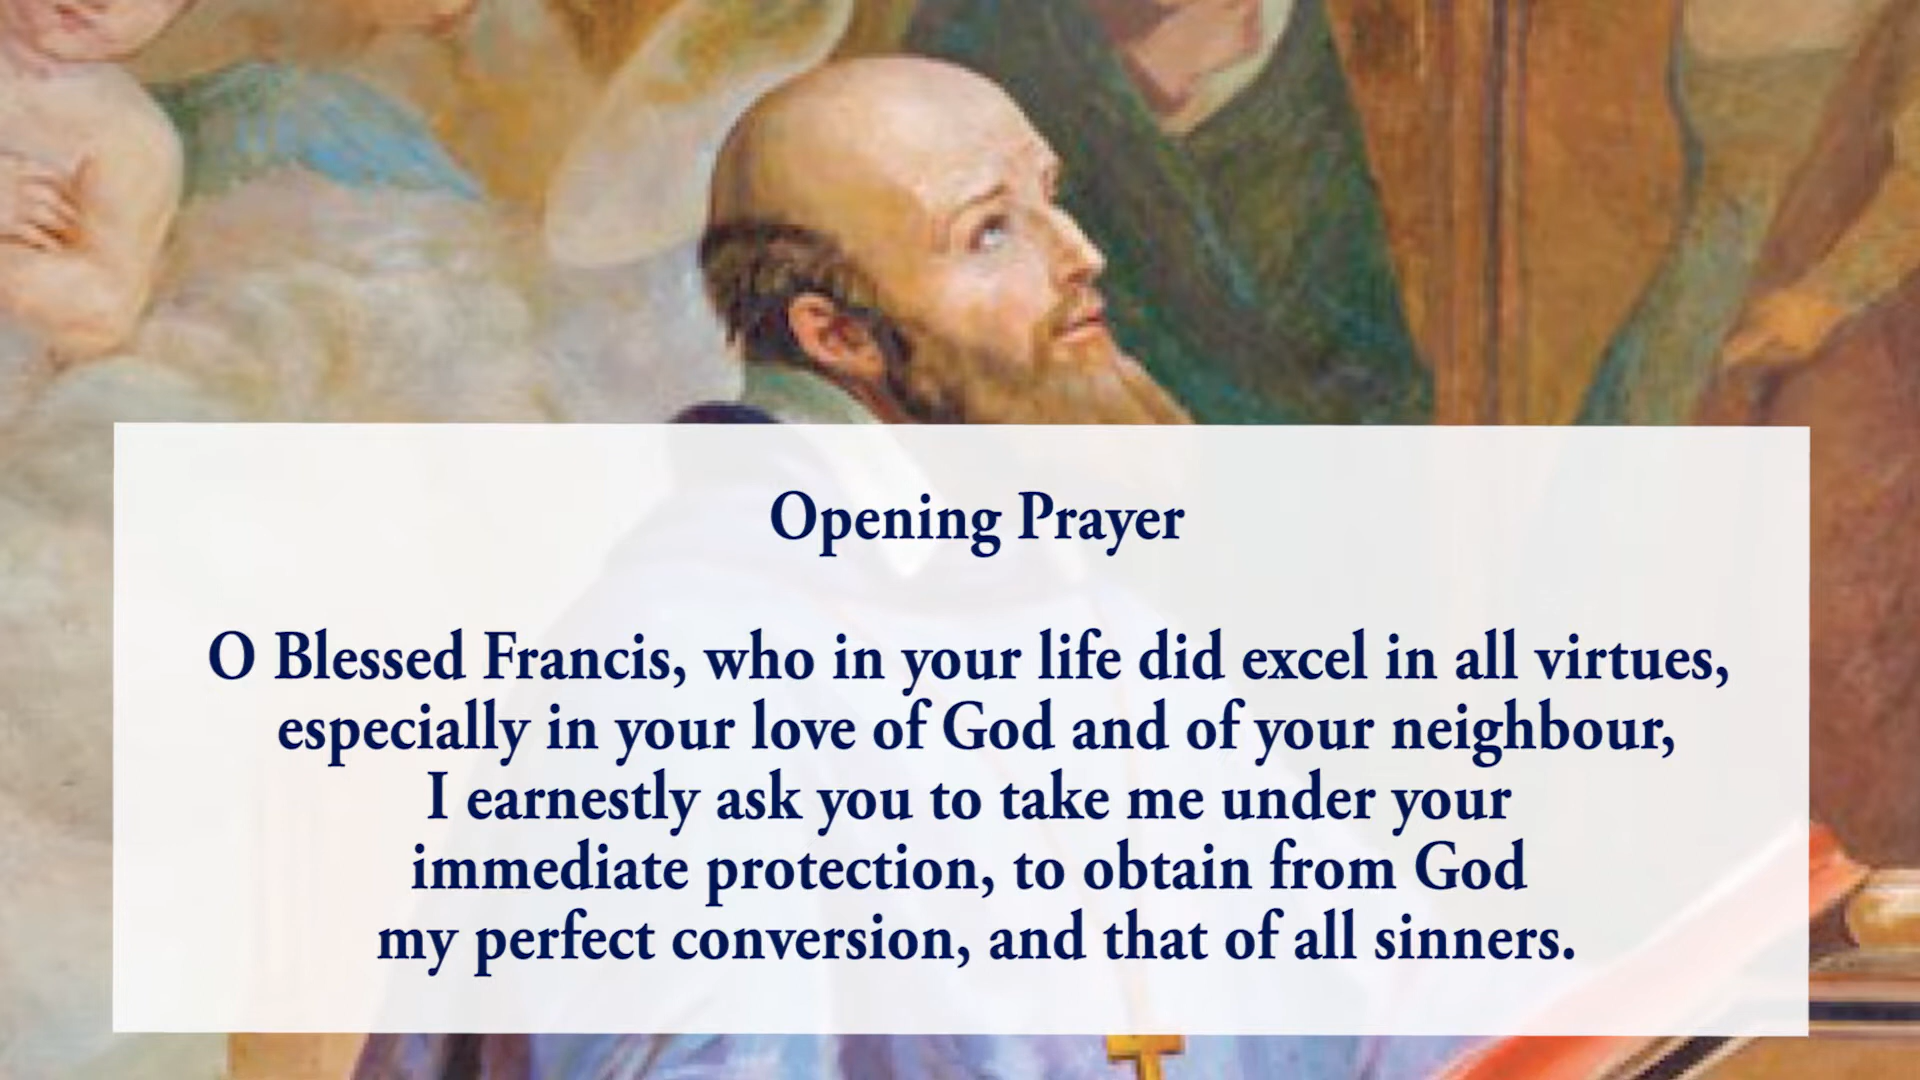 Opening Prayer
O Blessed Francis, who in your life did excel in all virtues,
especially in your love of God and of your neighbour,
I earnestly ask you to take me under your
immediate protection, to obtain from God
my perfect conversion, and that of all sinners.